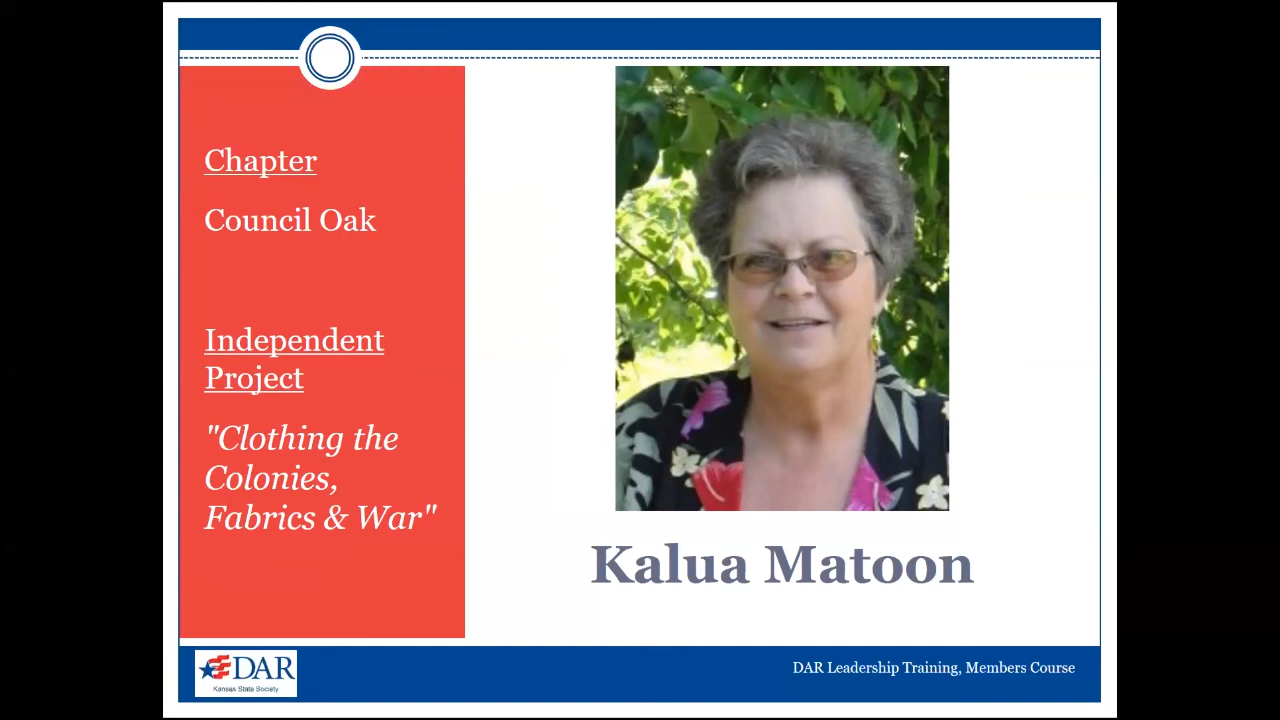 Chapter
Council Oak
Independent
Project
"Clothing the
Colonies,
Fabrics & War"
Kalua Matoon
DAR
Kansas State Society
DAR Leadership Training, Members Course